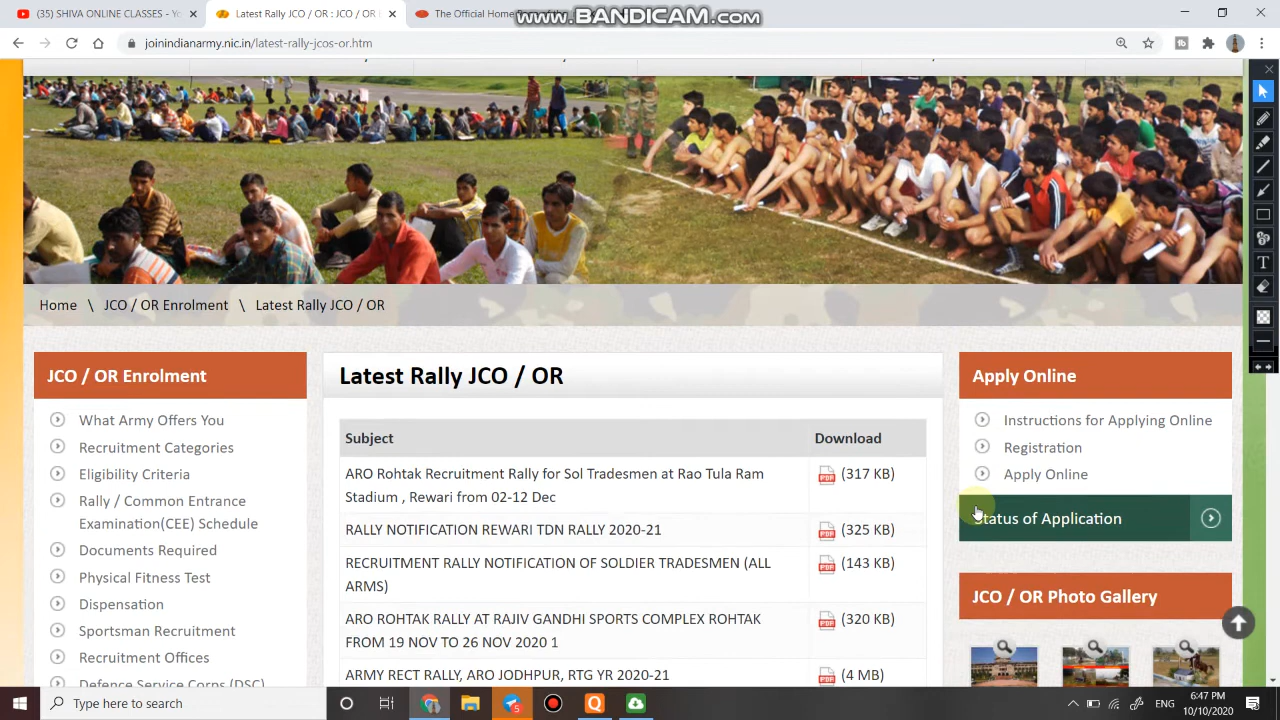 www.BANDICAM.com
(35) SHIVA ONLINE CLASSES - Yo
Latest Rally JCO / OR : JCO / OR E
The Official Home
joinindianarmy.nic.in/latest-rally-jcos-or.htm
Home \ JCO / OR Enrolment \ Latest Rally JCO / OR
JCO / OR Enrolment
What Army Offers You
Recruitment Categories
Eligibility Criteria
Rally / Common Entrance
Examination(CEE) Schedule
Documents Required
Physical Fitness Test
Dispensation
Sportsman Recruitment
Recruitment Offices
Defence Service Corps (DSC)
Latest Rally JCO / OR
Subject Download
ARO Rohtak Recruitment Rally for Sol Tradesmen at Rao Tula Ram (317 KB)
Stadium , Rewari from 02-12 Dec
RALLY NOTIFICATION REWARI TDN RALLY 2020-21 (325 KB)
RECRUITMENT RALLY NOTIFICATION OF SOLDIER TRADESMEN (ALL (143 KB)
ARMS)
ARO ROHTAK RALLY AT RAJIV GANDHI SPORTS COMPLEX ROHTAK (320 KB)
FROM 19 NOV TO 26 NOV 2020 1
ARMY RECT RALLY, ARO JODHPUR, RTG YR 2020-21 (4 MB)
Apply Online
Instructions for Applying Online
Registration
Apply Online
Status of Application
JCO / OR Photo Gallery
Type here to search
ENG
6:47 PM
10/10/2020